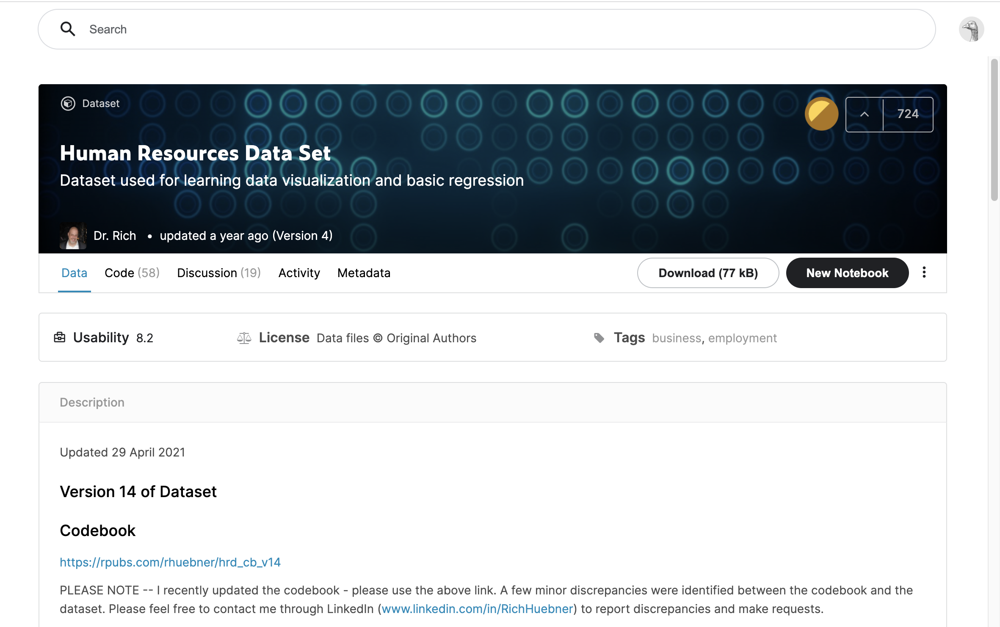 Search
Dataset
724
Human Resources Data Set
Dataset used for learning data visualization and basic regression
Dr. Rich • updated a year ago (Version 4)
Data Code (58) Discussion (19) Activity Metadata Download (77 kB) New Notebook
Usability 8.2 License Data files © Original Authors Tags business, employment
Description
Updated 29 April 2021
Version 14 of Dataset
Codebook
https://rpubs.com/rhuebner/hrd_cb_v14
PLEASE NOTE -- I recently updated the codebook - please use the above link. A few minor discrepancies were identified between the codebook and the
dataset. Please feel free to contact me through LinkedIn (www.linkedin.com/in/RichHuebner) to report discrepancies and make requests.